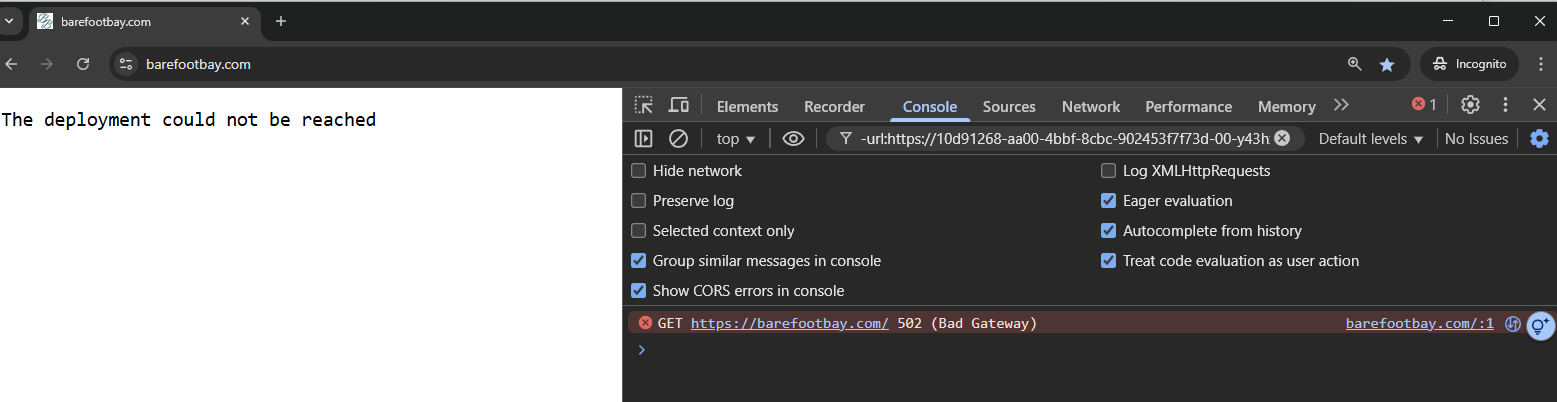 barefootbay.com
barefootbay.com
Incognito
The deployment could not be reached
Elements Recorder Console Sources Network Performance Memory 1
top -url:https://10d91268-aa00-4bbf-8cbc-902453f7f73d-00-y43h Default levels No Issues
Hide network Log XMLHttpRequests
Preserve log Eager evaluation
Selected context only Autocomplete from history
Group similar messages in console Treat code evaluation as user action
Show CORS errors in console
GET https://barefootbay.com/ 502 (Bad Gateway) barefootbay.com/:1